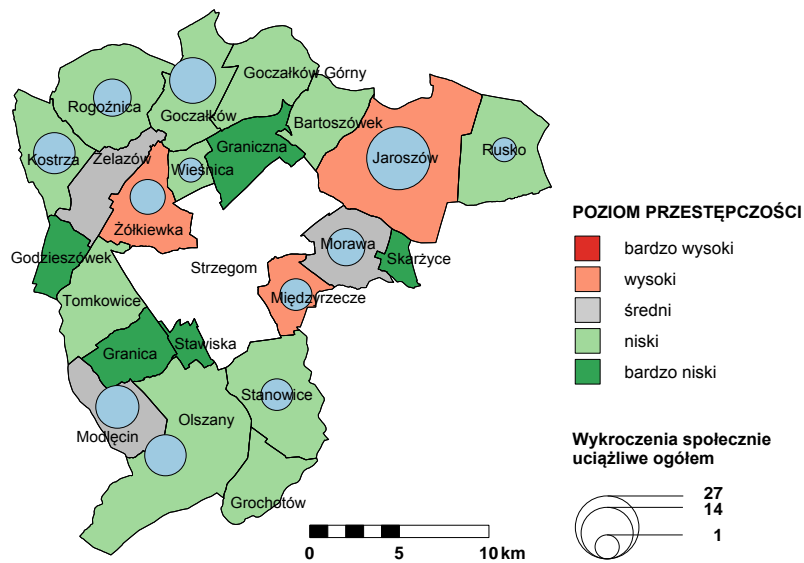 Goczałków Górny
Rogoźnica
Goczałków
Bartoszówek
Graniczna
Rusko
Jaroszów
Kostrza
Żelazów
Wieśnica
Żółkiewka
Morawa
Godzieszówek
Skarżyce
Strzegom
Tomkowice
Międzyrzecze
Stawiska
Granica
Stanowice
Olszany
Modlęcin
Grochotów
0 5 10 km
POZIOM PRZESTĘPCZOŚCI
bardzo wysoki
wysoki
średni
niski
bardzo niski
Wykroczenia społecznie
uciążliwe ogółem
27
14
1